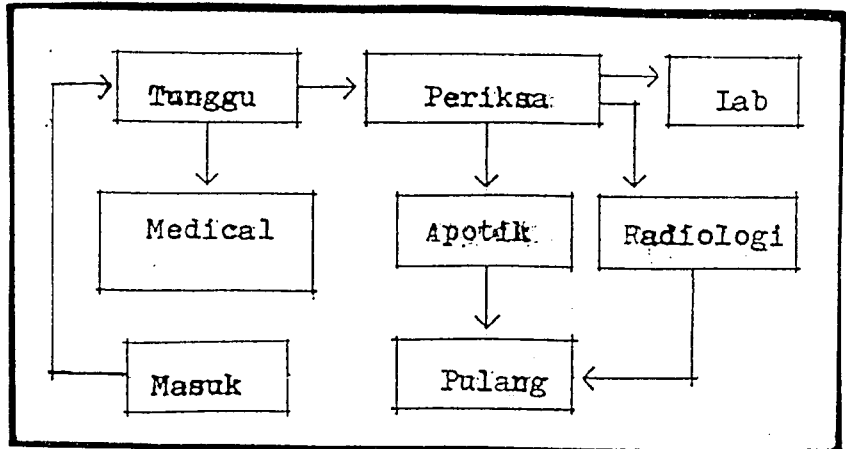 Tunggu
Periksa
Lab
Medical
Apotik
Radiologi
Masuk
Pulang